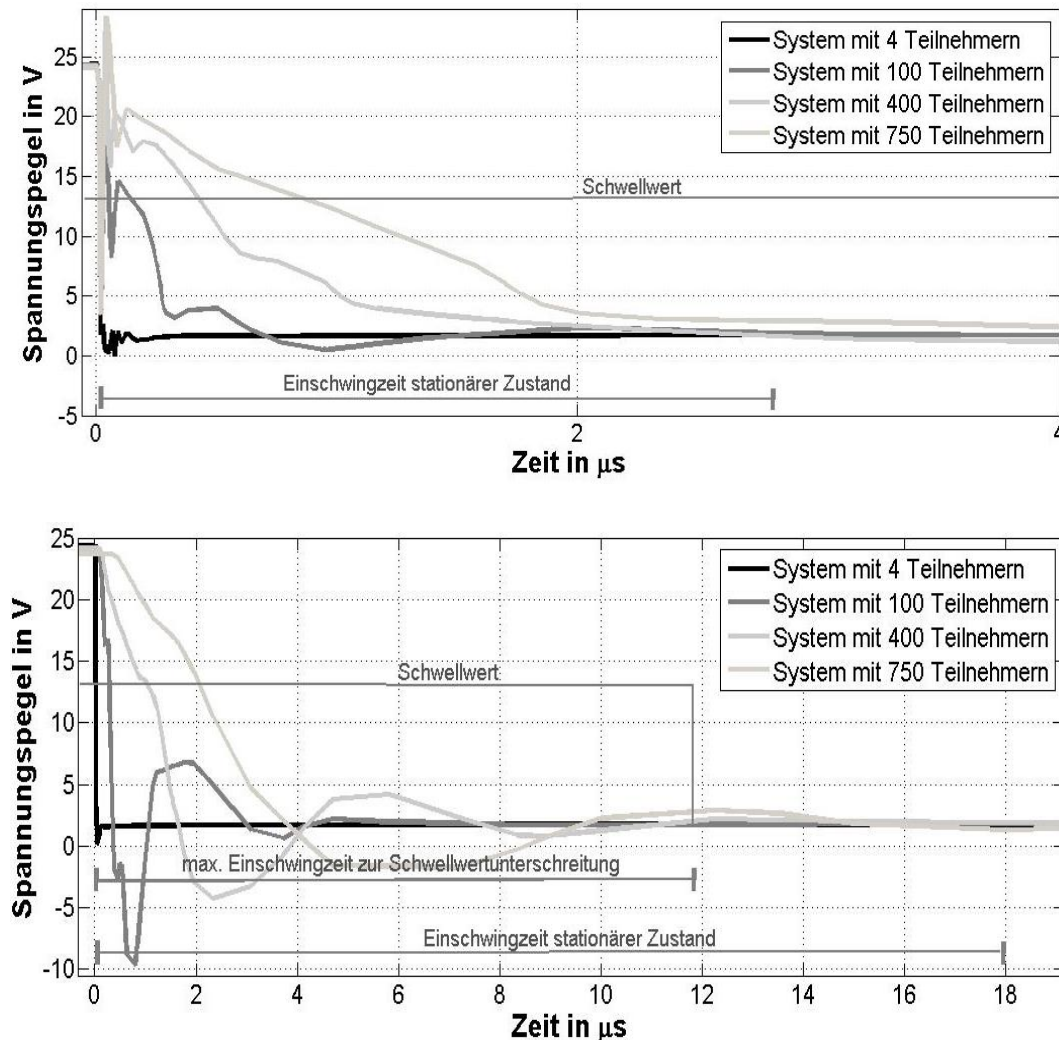 25
20
15
10
5
0
-5
Spannungspegel in V
System mit 4 Teilnehmern
System mit 100 Teilnehmern
System mit 400 Teilnehmern
System mit 750 Teilnehmern
Schwellwert
Einschwingzeit stationärer Zustand
0 2 4
Zeit in μs
25
20
15
10
5
0
-5
-10
Spannungspegel in V
System mit 4 Teilnehmern
System mit 100 Teilnehmern
System mit 400 Teilnehmern
System mit 750 Teilnehmern
Schwellwert
max. Einschwingzeit zur Schwellwertunterschreitung
Einschwingzeit stationärer Zustand
0 2 4 6 8 10 12 14 16 18
Zeit in μs